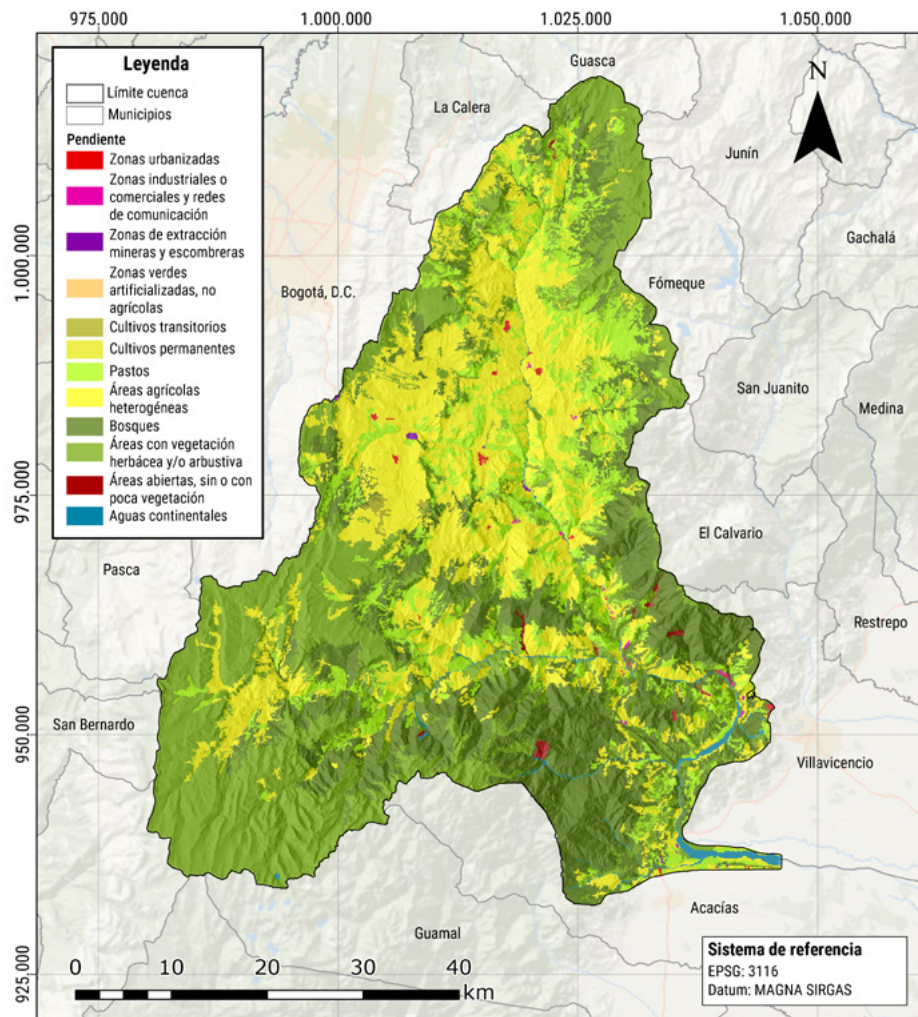 975.000
1.000.000
1.025.000
1.050.000
Leyenda
Límite cuenca
Municipios
Pendiente
Zonas urbanizadas
Zonas industriales o
comerciales y redes
de comunicación
Zonas de extracción
mineras y escombreras
Zonas verdes
artificializadas, no
agrícolas
Cultivos transitorios
Cultivos permanentes
Pastos
Áreas agrícolas
heterogéneas
Bosques
Áreas con vegetación
herbácea y/o arbustiva
Áreas abiertas, sin o con
poca vegetación
Aguas continentales
Guasca
N
La Calera
Junín
Gachalá
1.000.000
Bogotá, D.C.
Fómeque
San Juanito
Medina
975.000
El Calvario
Pasca
Restrepo
San Bernardo
950.000
Villavicencio
Acacías
Guamal
925.000
0 10 20 30 40
km
Sistema de referencia
EPSG: 3116
Datum: MAGNA SIRGAS